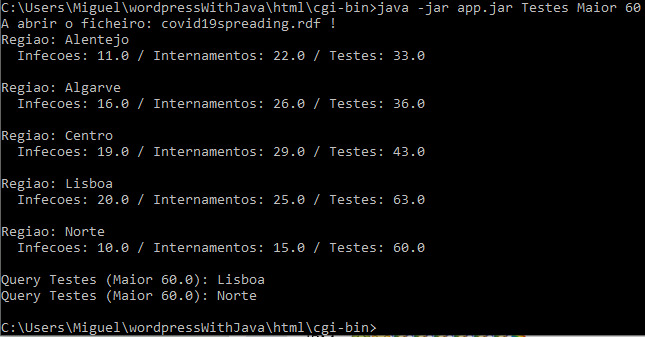 C:\Users\Miguel\wordpressWithJava\html\cgi-bin>java -jar app.jar Testes Maior 60
A abrir o ficheiro: covid19spreading.rdf !
Regiao: Alentejo
  Infecoes: 11.0 / Internamentos: 22.0 / Testes: 33.0

Regiao: Algarve
  Infecoes: 16.0 / Internamentos: 26.0 / Testes: 36.0

Regiao: Centro
  Infecoes: 19.0 / Internamentos: 29.0 / Testes: 43.0

Regiao: Lisboa
  Infecoes: 20.0 / Internamentos: 25.0 / Testes: 63.0

Regiao: Norte
  Infecoes: 10.0 / Internamentos: 15.0 / Testes: 60.0

Query Testes (Maior 60.0): Lisboa
Query Testes (Maior 60.0): Norte

C:\Users\Miguel\wordpressWithJava\html\cgi-bin>